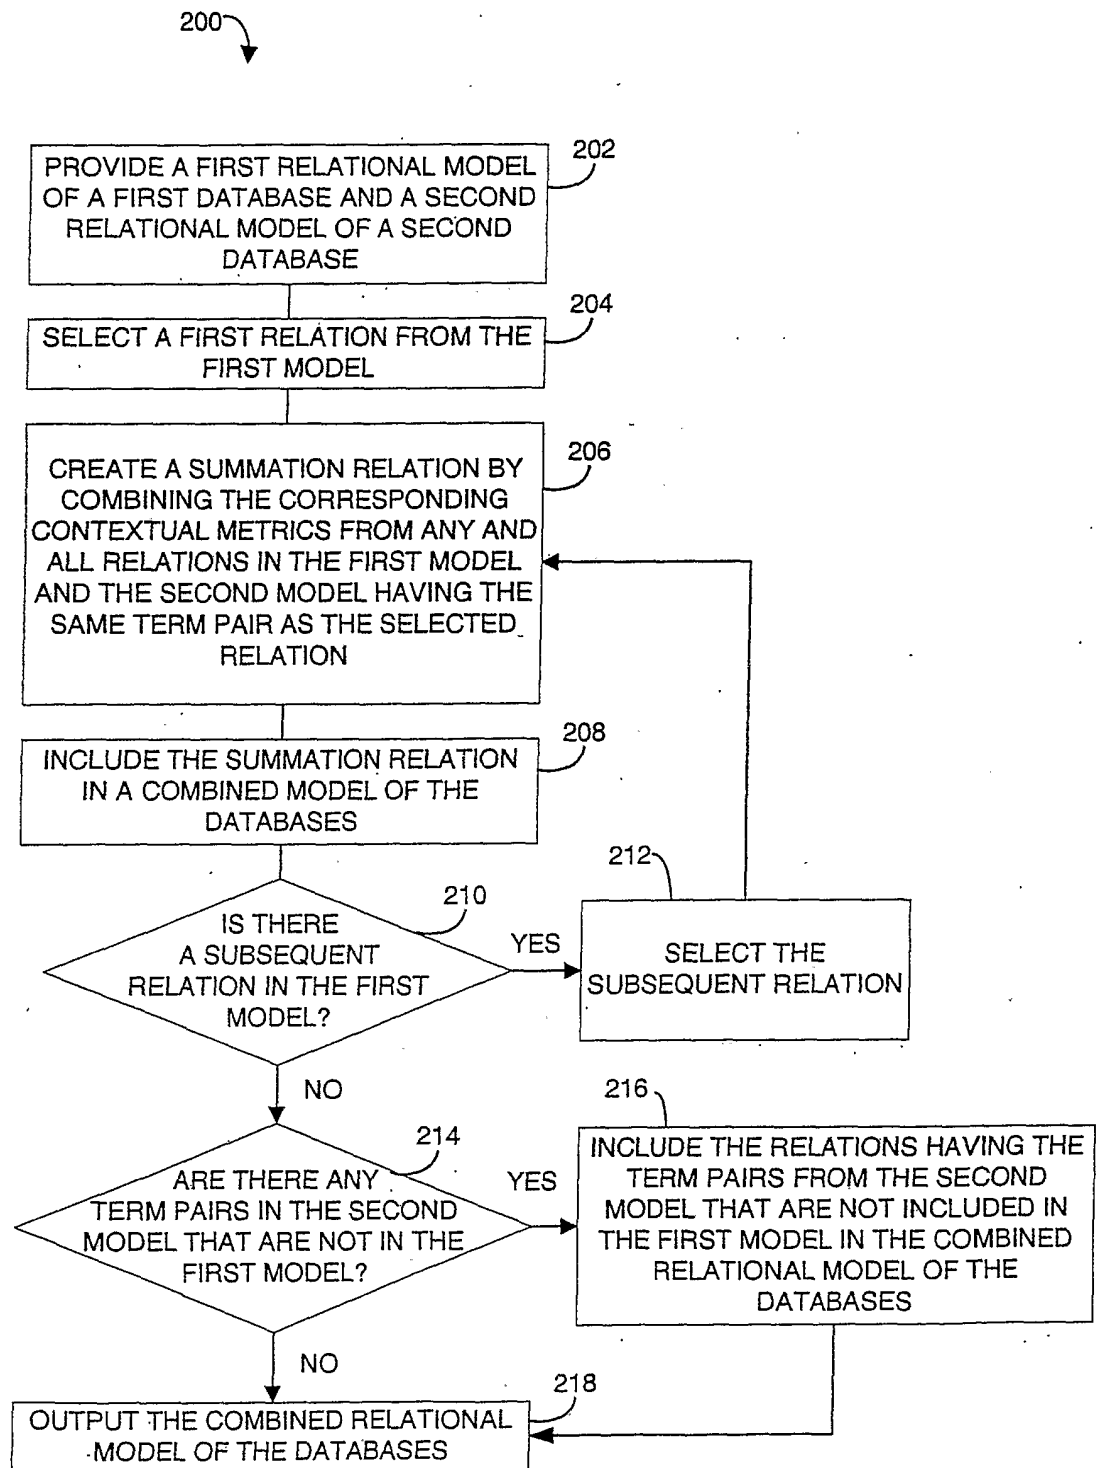 200
202
PROVIDE A FIRST RELATIONAL MODEL
OF A FIRST DATABASE AND A SECOND
RELATIONAL MODEL OF A SECOND
DATABASE
204
SELECT A FIRST RELATION FROM THE
FIRST MODEL
206
CREATE A SUMMATION RELATION BY
COMBINING THE CORRESPONDING
CONTEXTUAL METRICS FROM ANY AND
ALL RELATIONS IN THE FIRST MODEL
AND THE SECOND MODEL HAVING THE
SAME TERM PAIR AS THE SELECTED
RELATION
208
INCLUDE THE SUMMATION RELATION
IN A COMBINED MODEL OF THE
DATABASES
210
IS THERE
A SUBSEQUENT
RELATION IN THE FIRST
MODEL?
YES
212
SELECT THE
SUBSEQUENT RELATION
NO
214
ARE THERE ANY
TERM PAIRS IN THE SECOND
MODEL THAT ARE NOT IN THE
FIRST MODEL?
YES
216
INCLUDE THE RELATIONS HAVING THE
TERM PAIRS FROM THE SECOND
MODEL THAT ARE NOT INCLUDED IN
THE FIRST MODEL IN THE COMBINED
RELATIONAL MODEL OF THE
DATABASES
NO
218
OUTPUT THE COMBINED RELATIONAL
MODEL OF THE DATABASES